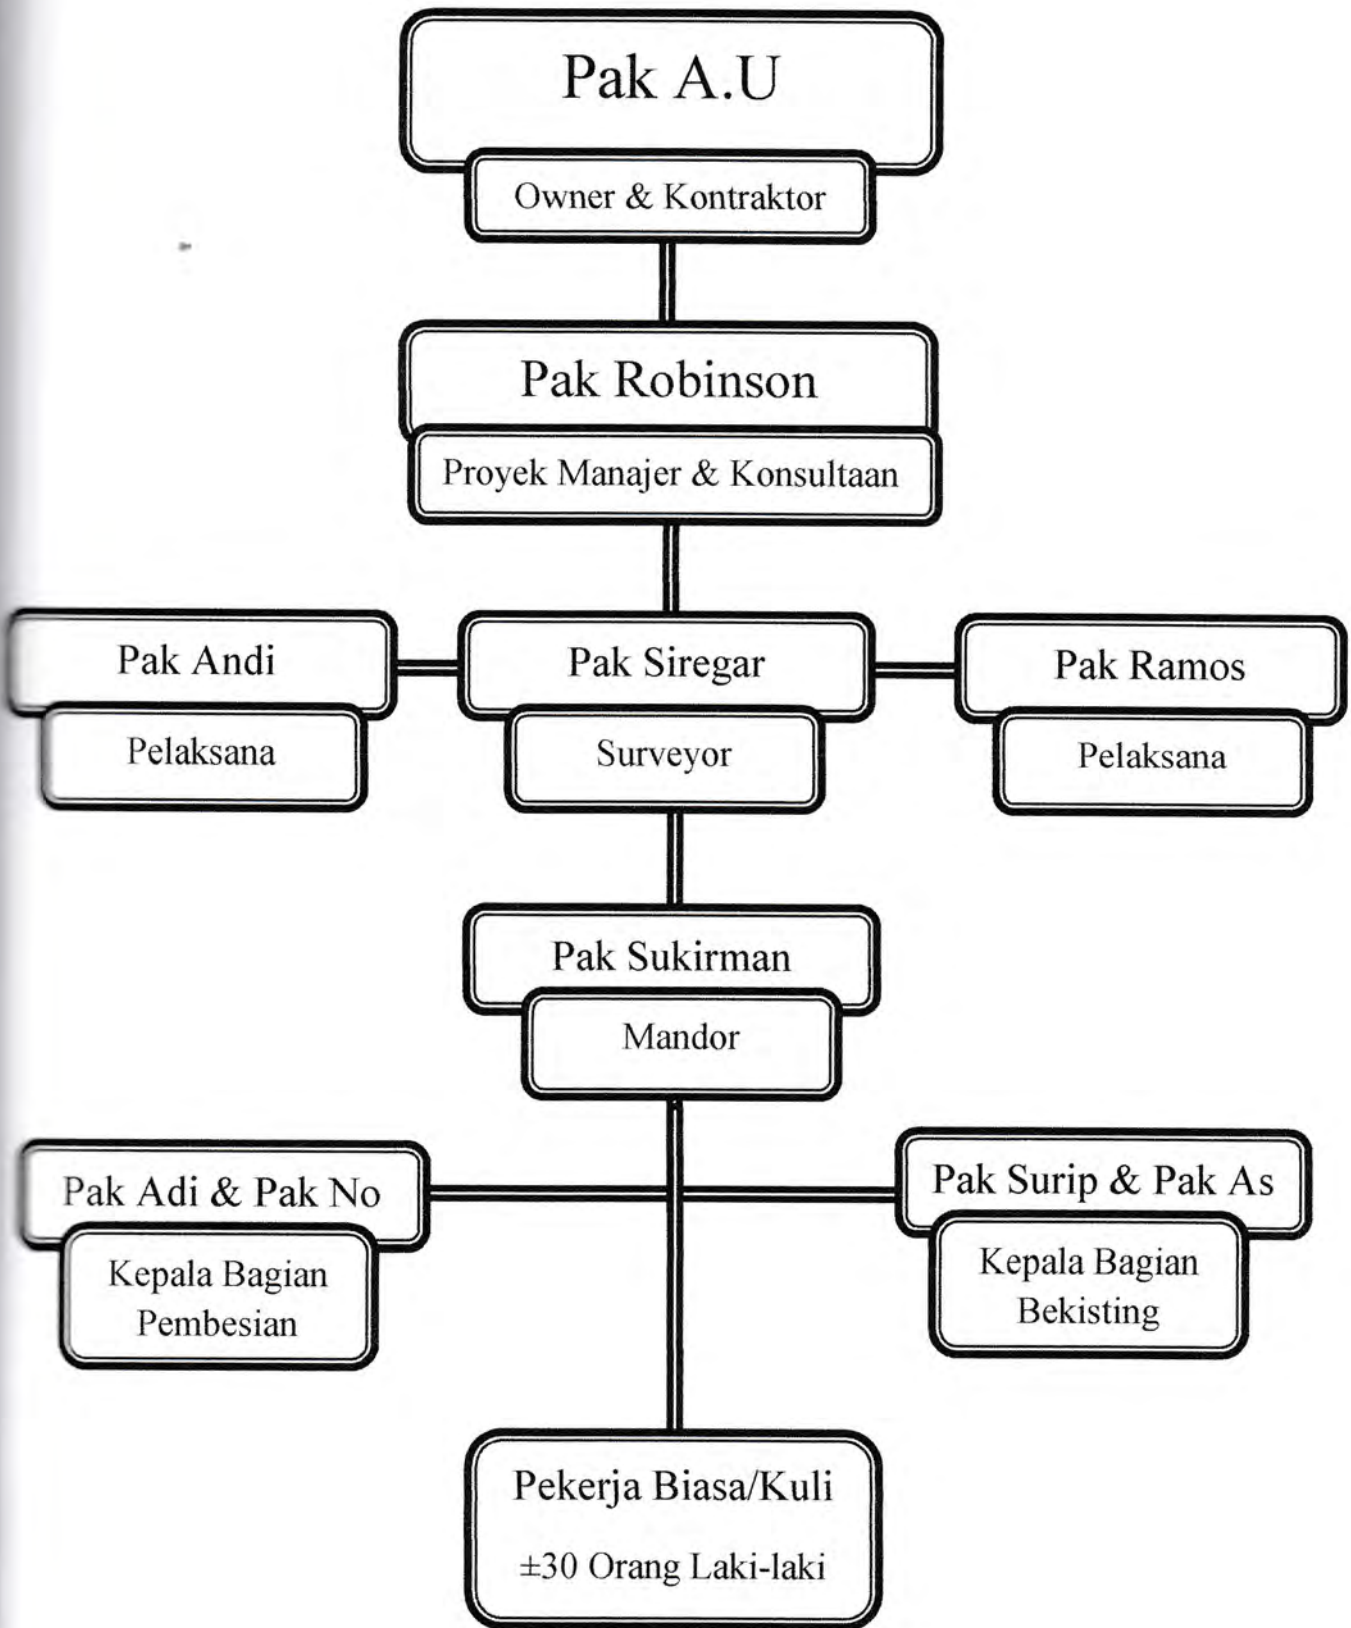 Pak A.U
Owner & Kontraktor
Pak Robinson
Proyek Manajer & Konsultaan
Pak Andi
Pelaksana
Pak Siregar
Surveyor
Pak Ramos
Pelaksana
Pak Sukirman
Mandor
Pak Adi & Pak No
Kepala Bagian
Pembesian
Pak Surip & Pak As
Kepala Bagian
Bekisting
Pekerja Biasa/Kuli
±30 Orang Laki-laki